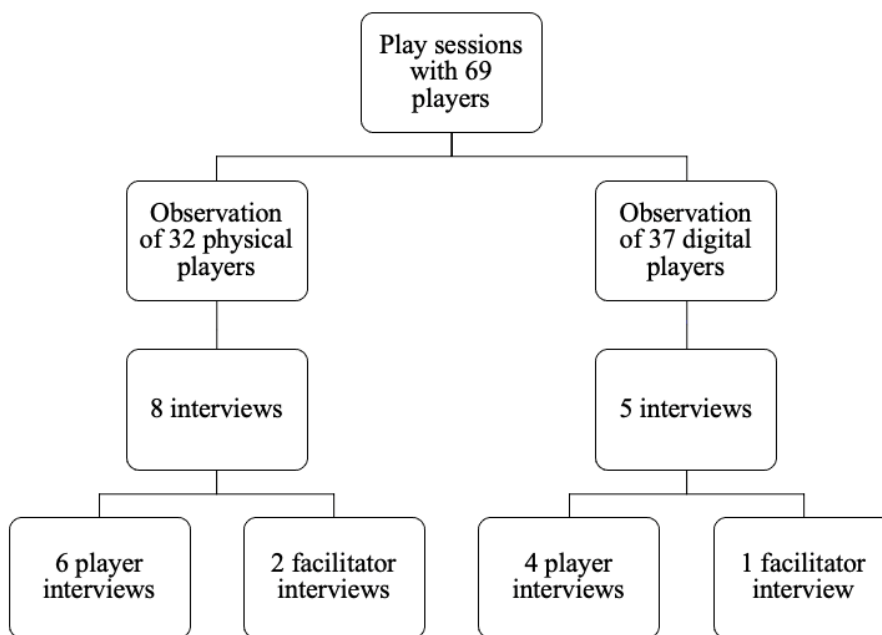 Play sessions
with 69
players
Observation
of 32 physical
players
Observation
of 37 digital
players
8 interviews
5 interviews
6 player
interviews
2 facilitator
interviews
4 player
interviews
1 facilitator
interview